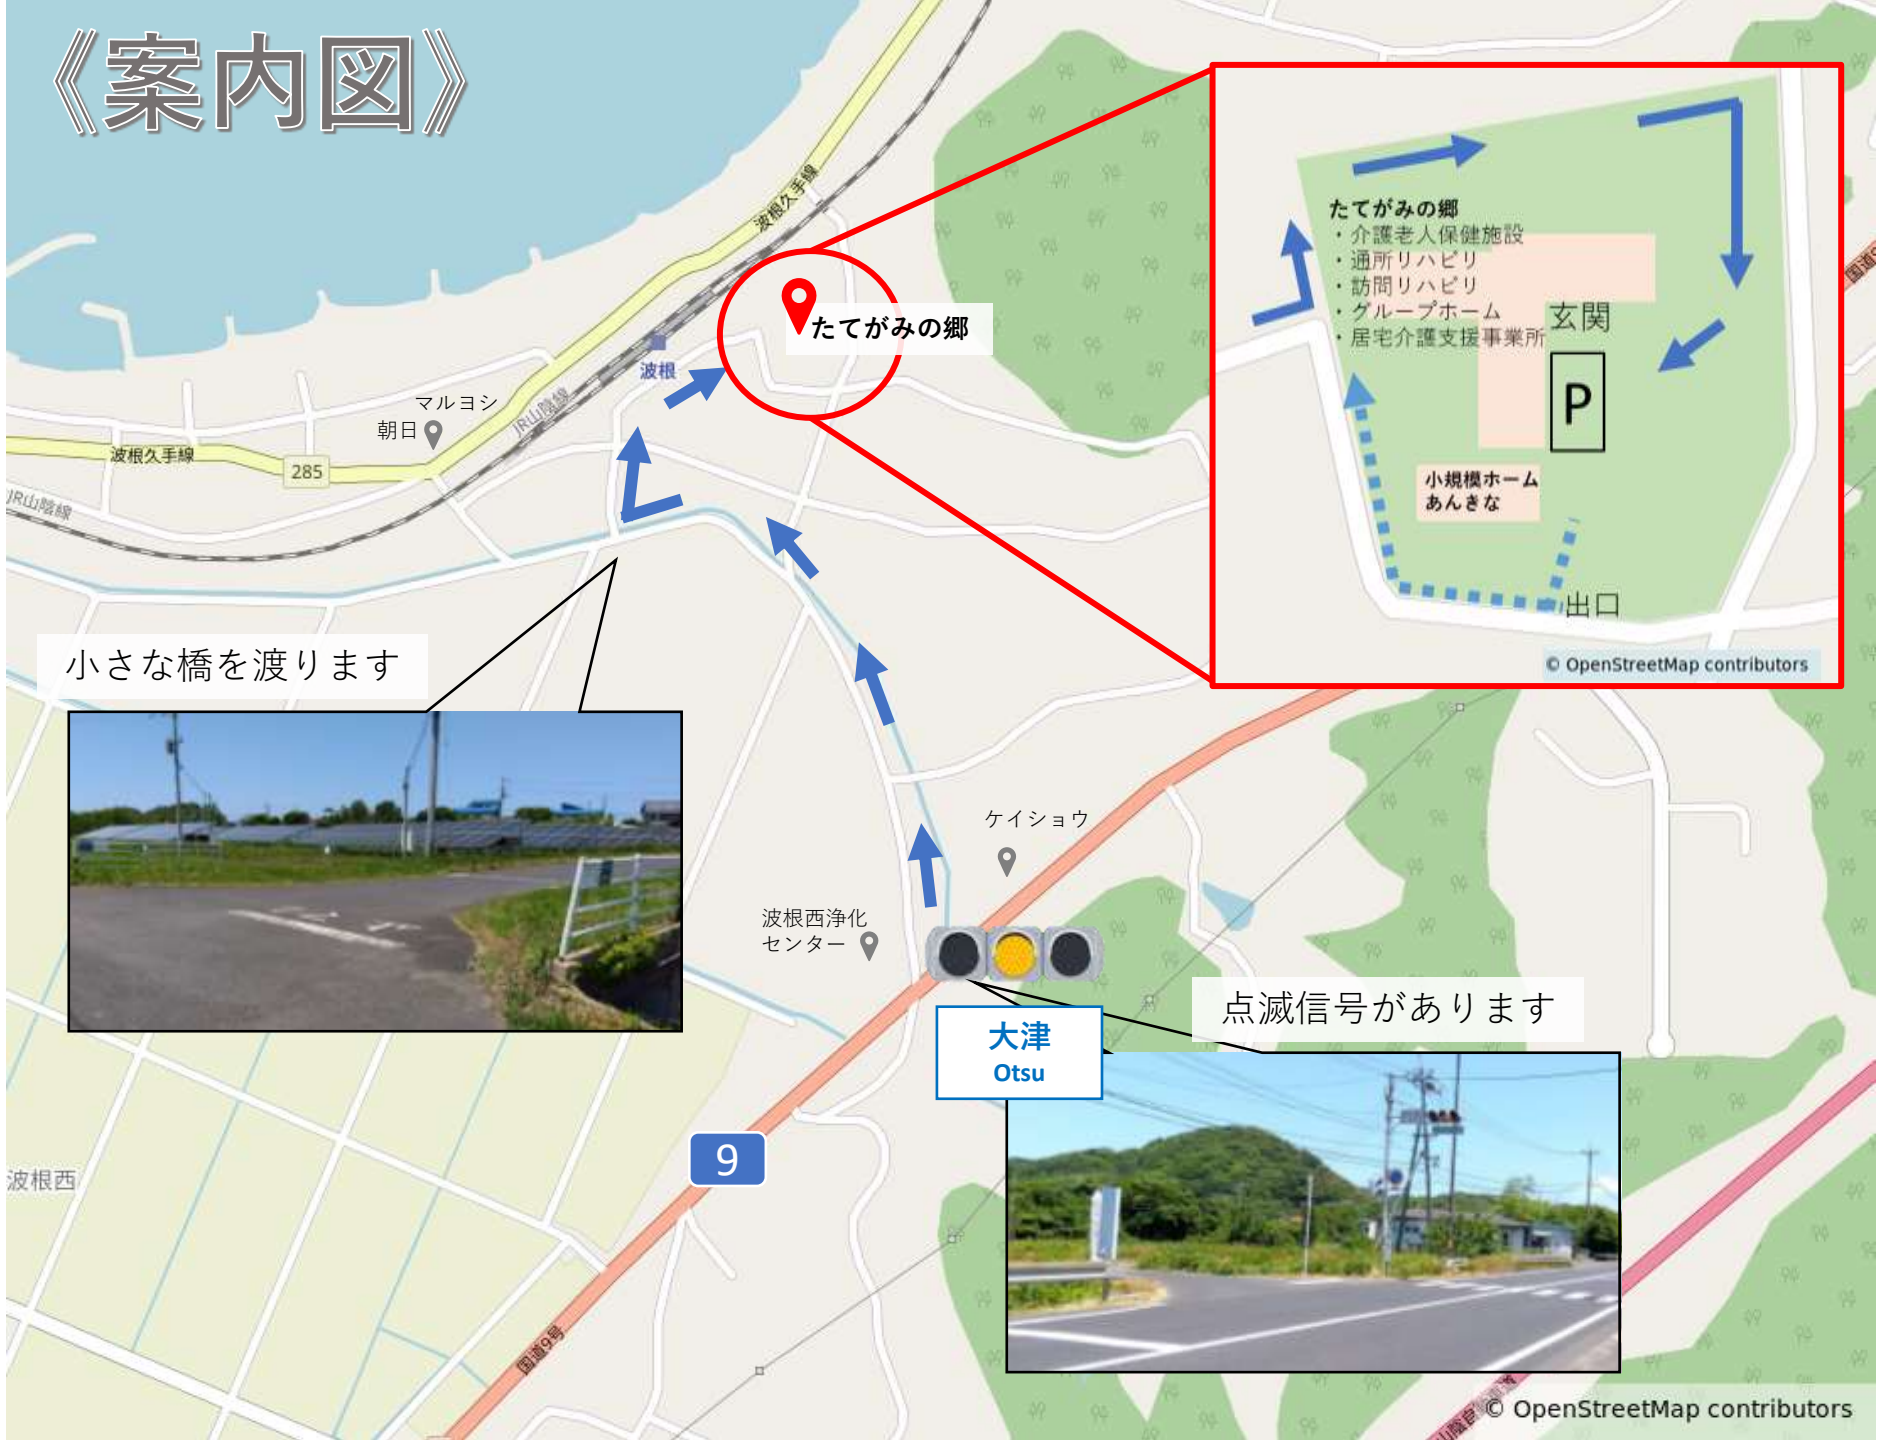 《案内図》
波根久手線
たてがみの郷
・介護老人保健施設
・通所リハビリ
・訪問リハビリ
・グループホーム
・居宅介護支援事業所
玄関
P
小規模ホーム
あんきな
出口
© OpenStreetMap contributors
国道
たてがみの郷
波根
マルヨシ
朝日
JR山陰線
波根久手線
285
JR山陰線
小さな橋を渡ります
ケイショウ
波根西浄化
センター
点滅信号があります
大津
Otsu
9
波根西
国道9号
© OpenStreetMap contributors